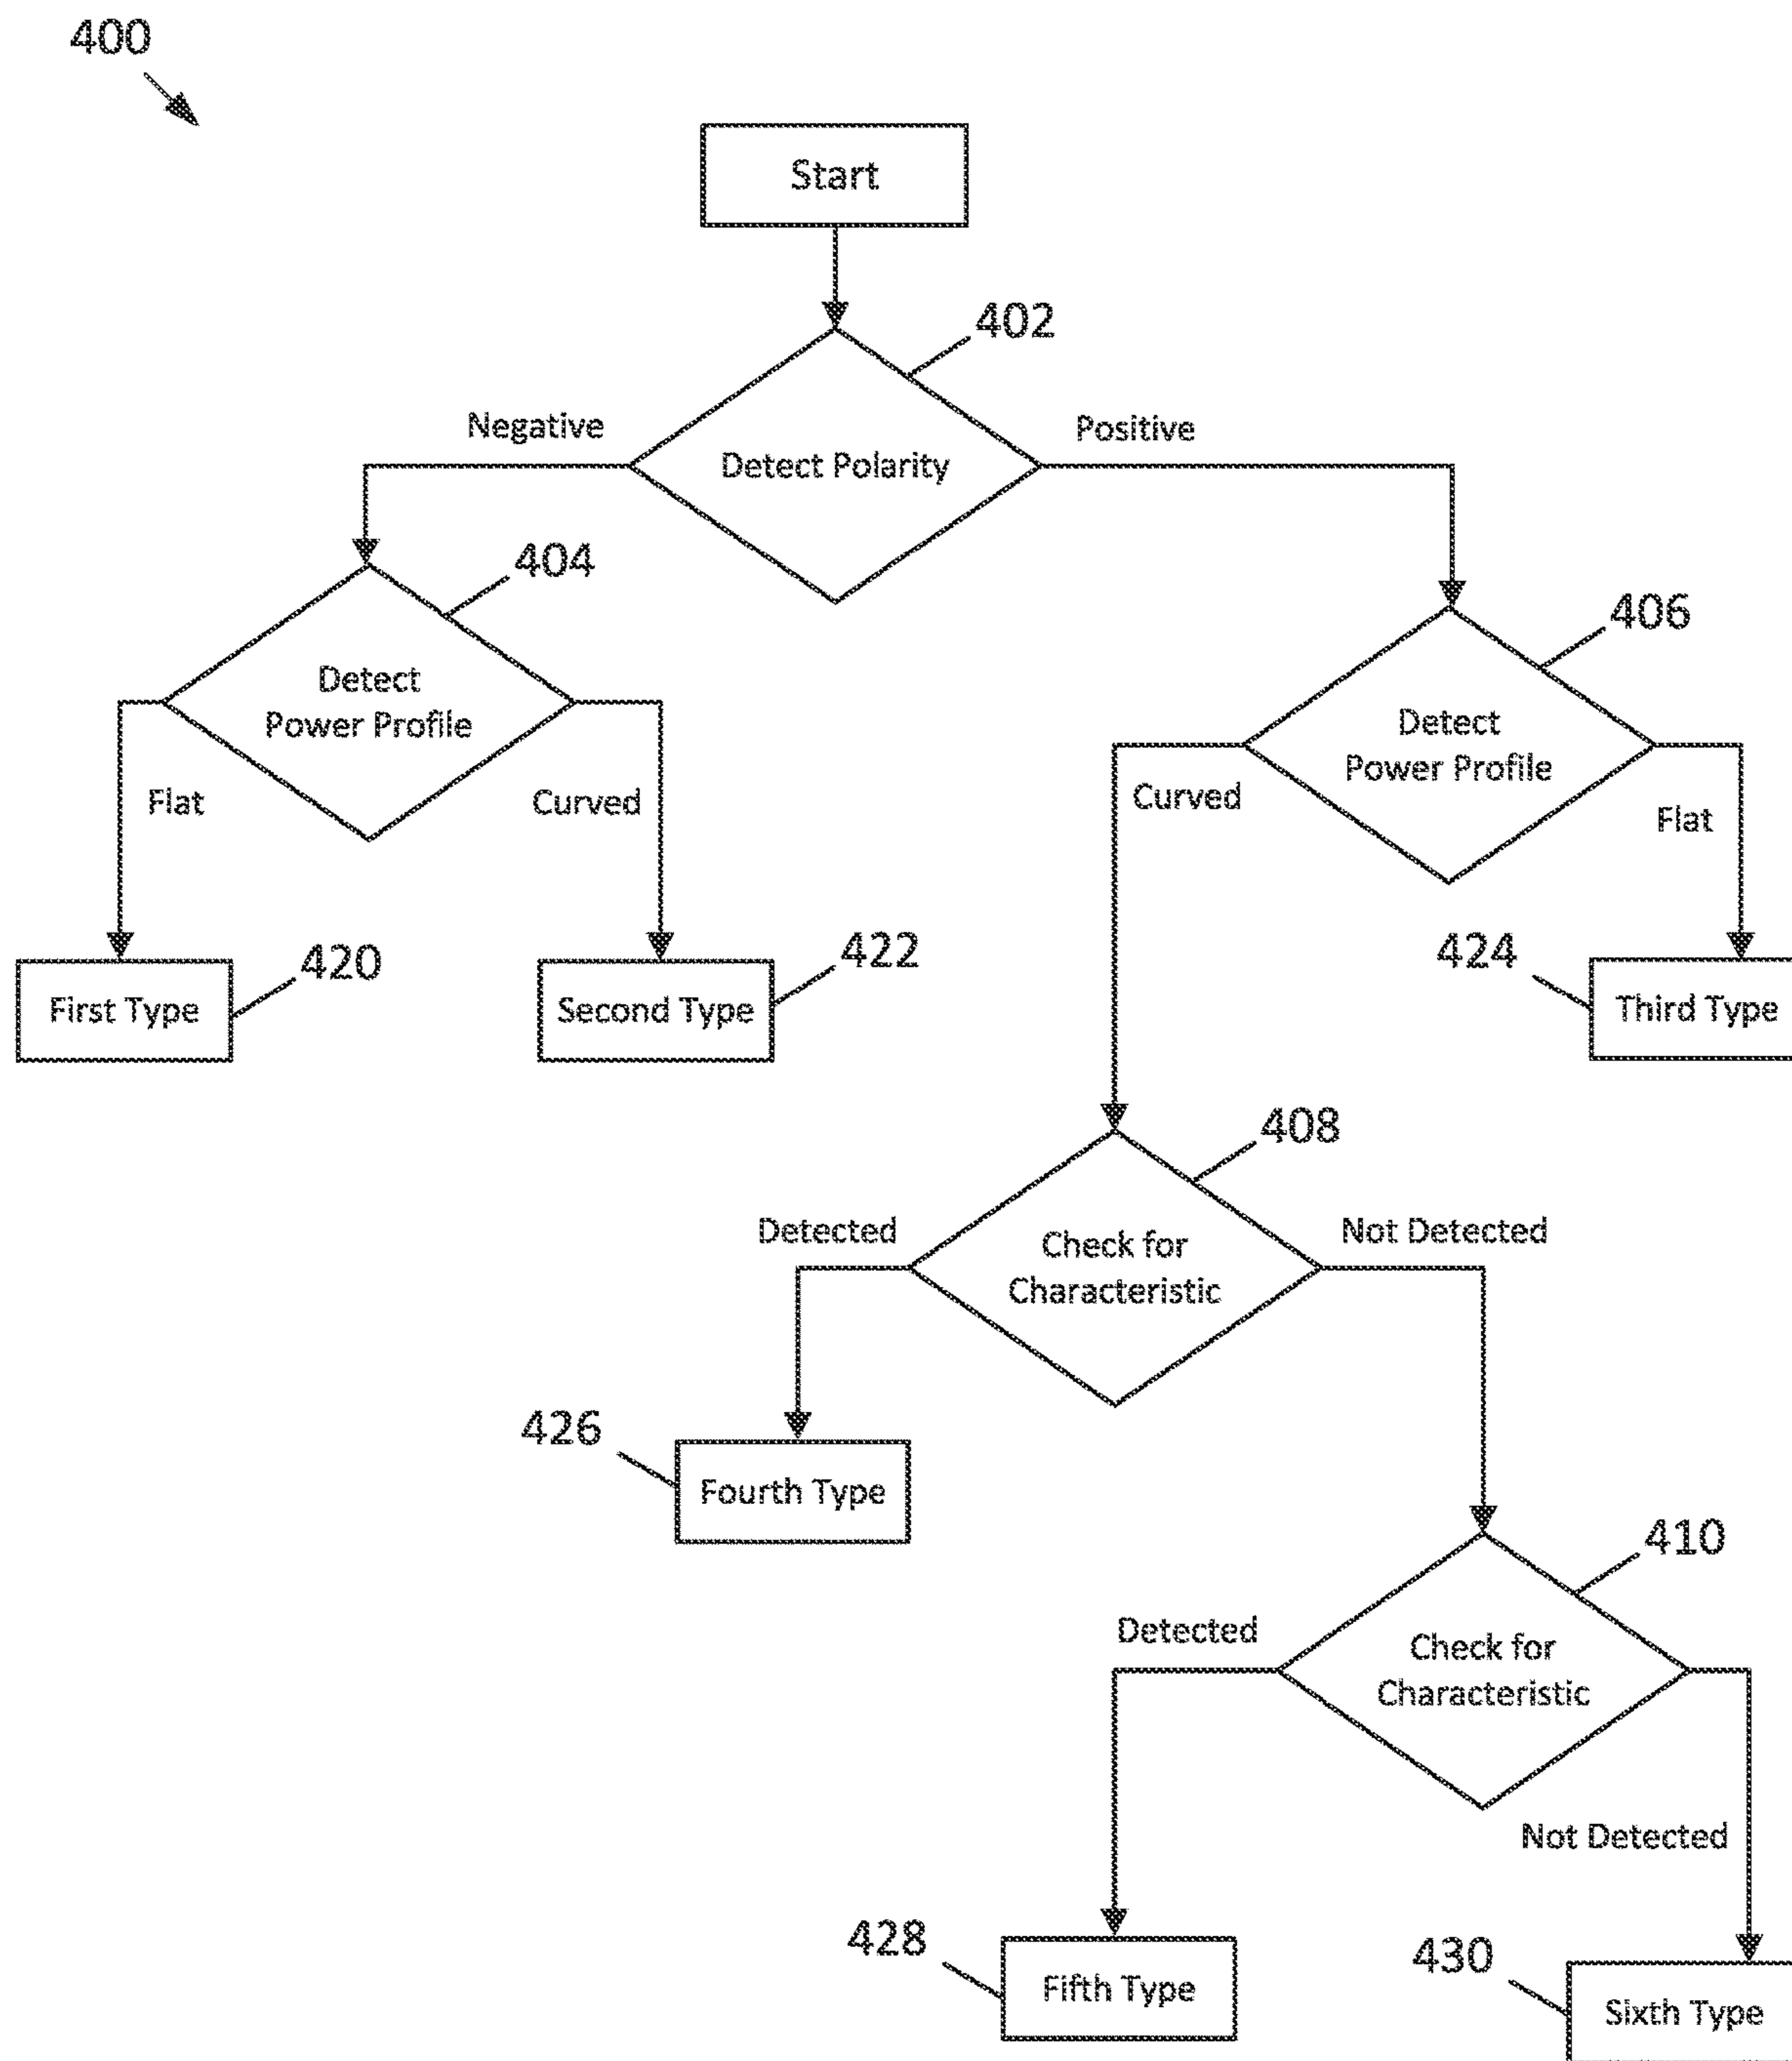 400
Start
402
Negative
Positive
Detect Polarity
404
406
Detect
Power Profile
Detect
Power Profile
Flat
Curved
Curved
Flat
420
422
424
First Type
Second Type
Third Type
408
Detected
Not Detected
Check for
Characteristic
426
Fourth Type
410
Detected
Check for
Characteristic
Not Detected
428
430
Fifth Type
Sixth Type